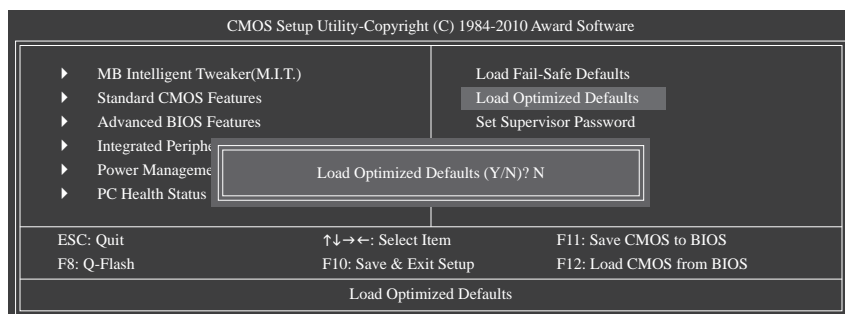 CMOS Setup Utility-Copyright (C) 1984-2010 Award Software
MB Intelligent Tweaker(M.I.T.)
Standard CMOS Features
Advanced BIOS Features
Integrated Periphe
Power Manageme
PC Health Status
Load Fail-Safe Defaults
Load Optimized Defaults
Set Supervisor Password
Load Optimized Defaults (Y/N)? N
ESC: Quit ↑↓→←: Select Item F11: Save CMOS to BIOS
F8: Q-Flash F10: Save & Exit Setup F12: Load CMOS from BIOS
Load Optimized Defaults